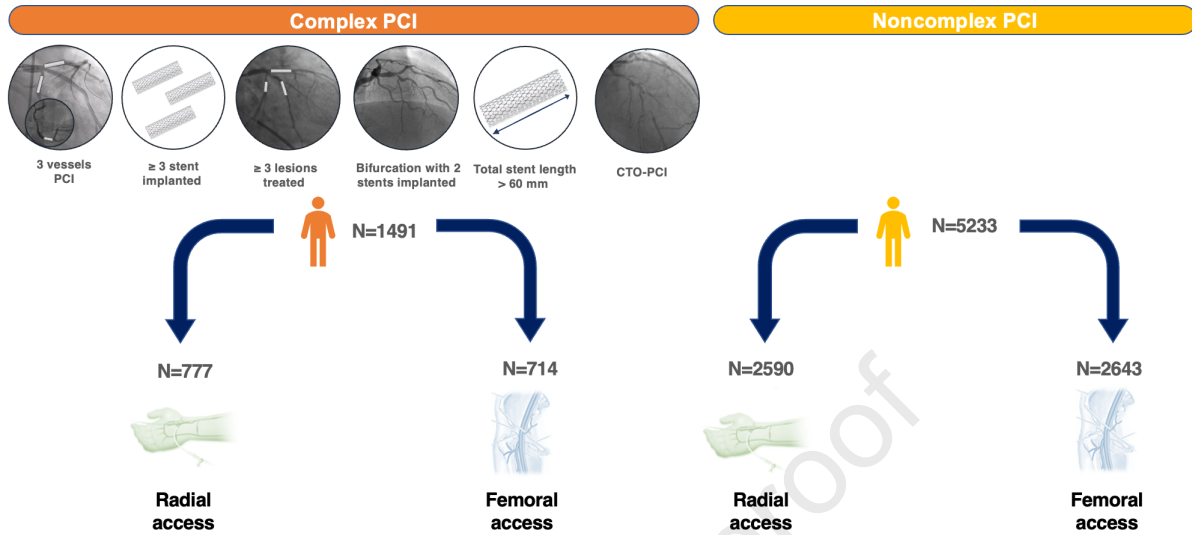 Complex PCI
Noncomplex PCI
3 vessels
PCI
≥ 3 stent
implanted
≥ 3 lesions
treated
Bifurcation with 2
stents implanted
Total stent length
> 60 mm
CTO-PCI
N=1491
N=5233
N=777
N=714
N=2590
N=2643
Radial
access
Femoral
access
Radial
access
Femoral
access
proof